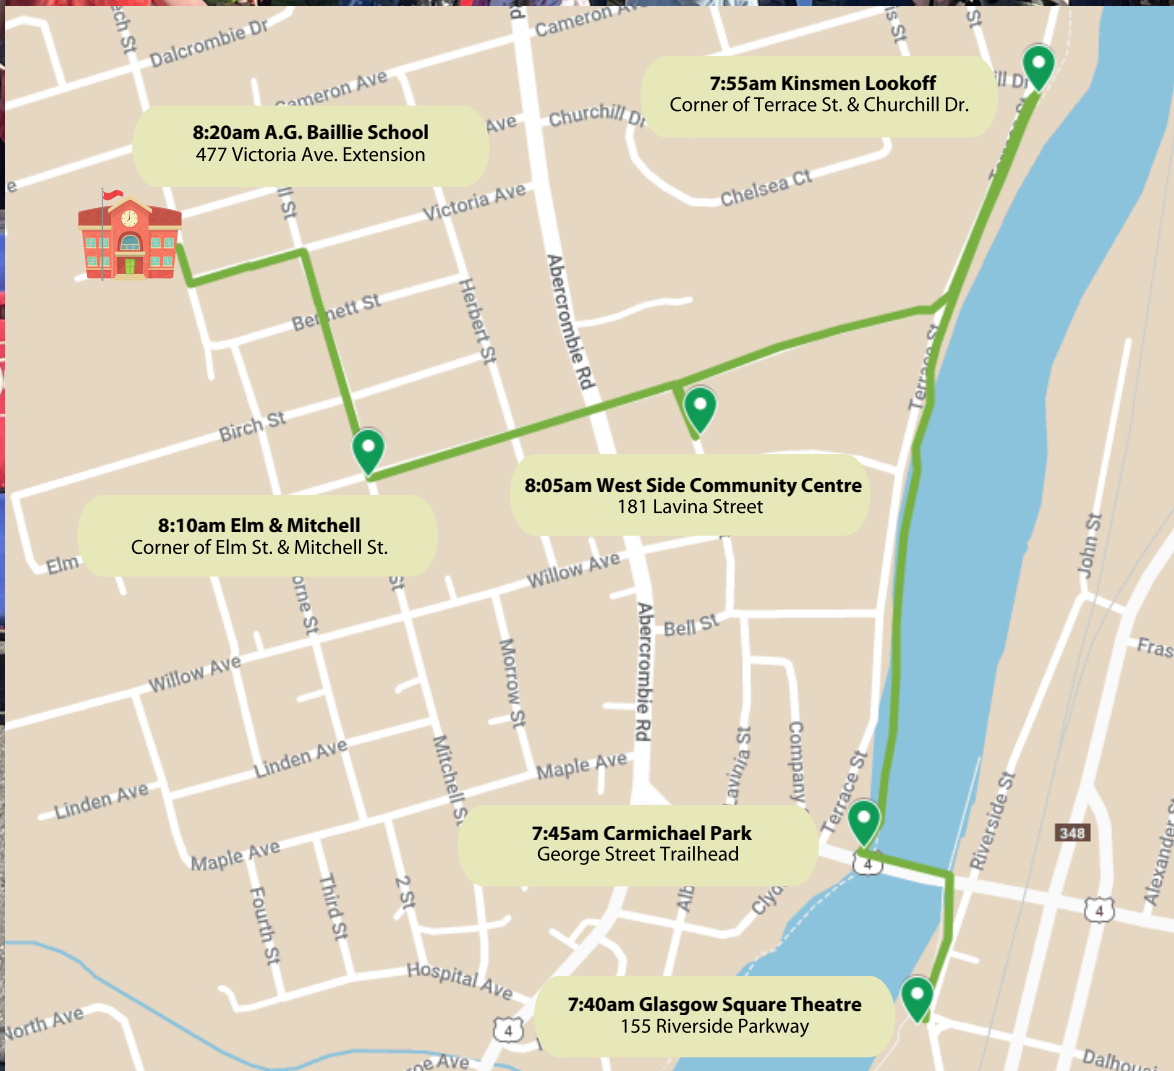 Dalcrombie Dr
Cameron Ave
Cameron
7:55am Kinsmen Lookoff
Corner of Terrace St. & Churchill Dr.
8:20am A.G. Baillie School
477 Victoria Ave. Extension
Ave
Churchill Dr
Chelsea Ct
Victoria Ave
Abercrombie Rd
Herbert St
Bennett St
Terrace St
Birch St
8:05am West Side Community Centre
181 Lavina Street
8:10am Elm & Mitchell
Corner of Elm St. & Mitchell St.
Elm
St
John St
Willow Ave
Abercrombie Rd
Bell St
Morrow St
Willow Ave
Linden Ave
Mitchell St
Maple Ave
Lavinia St
Company
Terrace St
Riverside St
Linden Ave
7:45am Carmichael Park
George Street Trailhead
348
4
Maple Ave
Fourth St
Third St
2 St
4
Alexander St
Hospital Ave
7:40am Glasgow Square Theatre
155 Riverside Parkway
4
North Ave